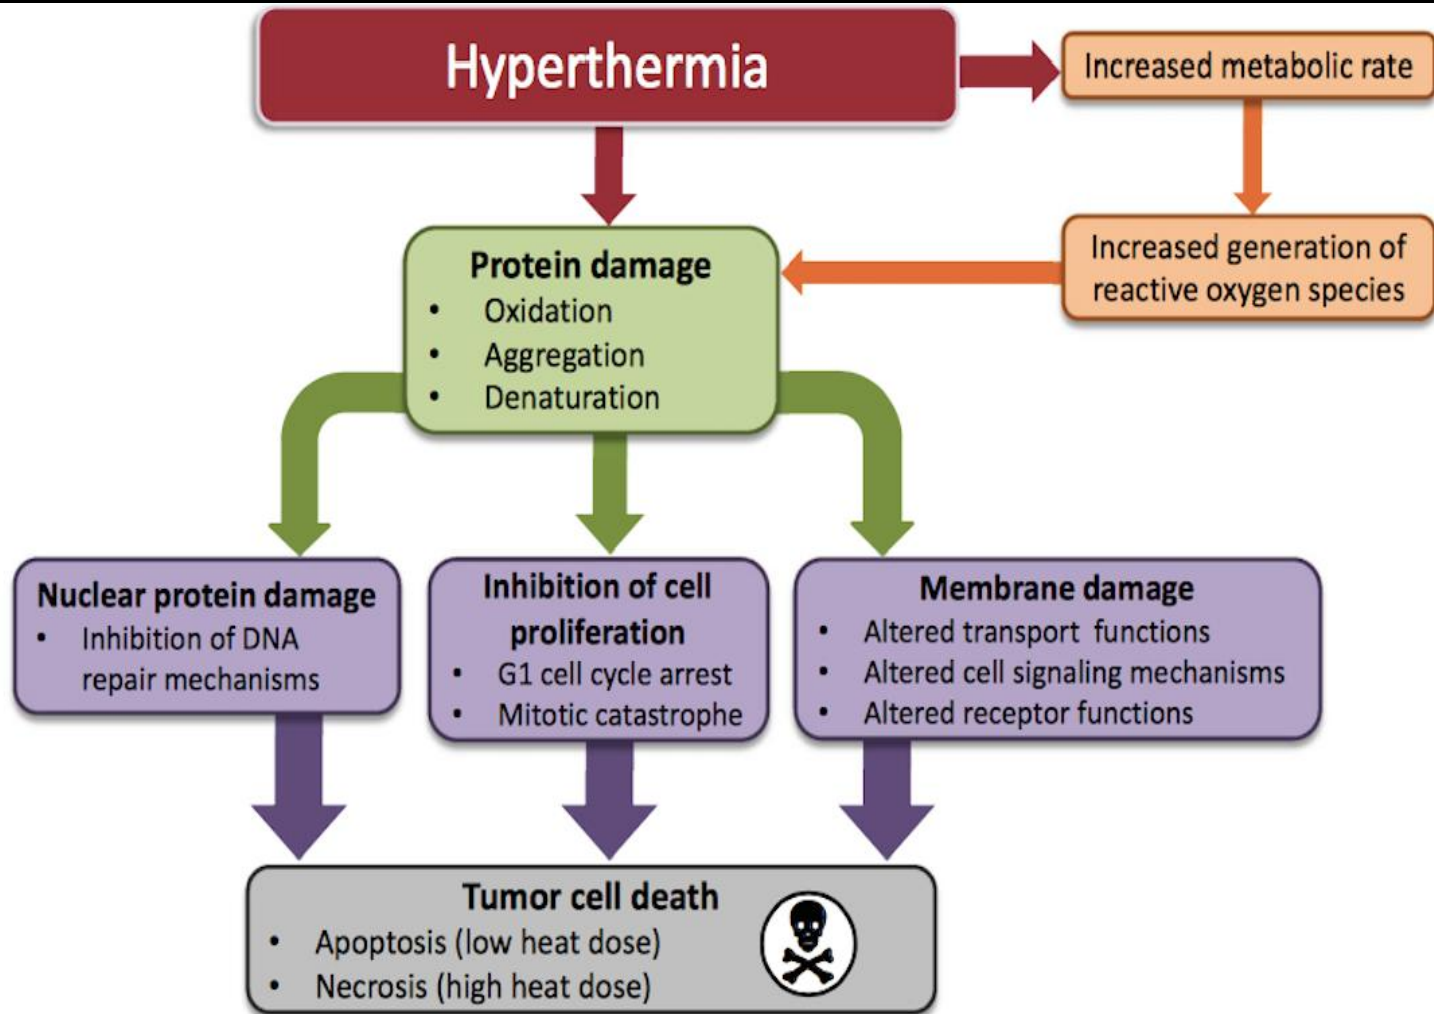 Hyperthermia
Increased metabolic rate
Increased generation of
reactive oxygen species
Protein damage
• Oxidation
• Aggregation
• Denaturation
Nuclear protein damage
• Inhibition of DNA
repair mechanisms
Inhibition of cell
proliferation
• G1 cell cycle arrest
• Mitotic catastrophe
Membrane damage
• Altered transport functions
• Altered cell signaling mechanisms
• Altered receptor functions
Tumor cell death
• Apoptosis (low heat dose)
• Necrosis (high heat dose)